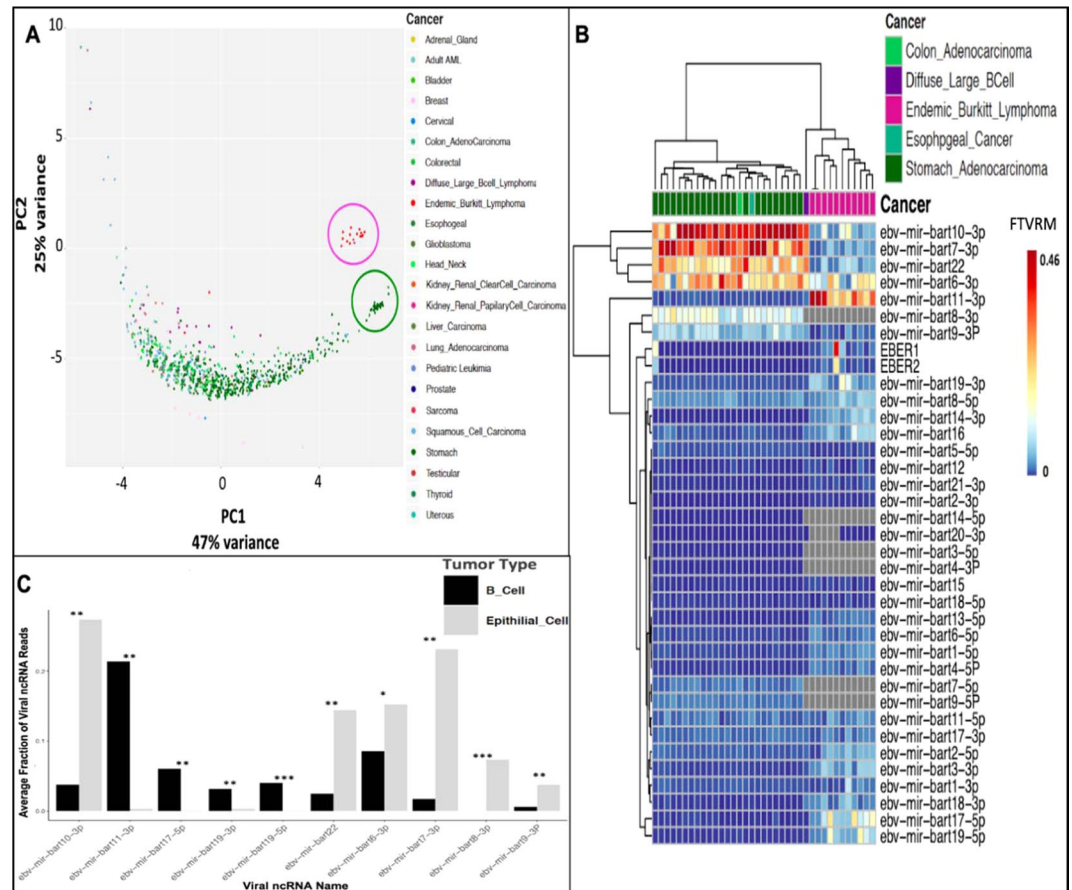 A
10
5
0
-5
-4
0
4
PC2
25% variance
PC1
47% variance
Cancer
Adrenal_Gland
Adult AML
Bladder
Breast
Cervical
Colon_AdenoCarcinoma
Colorectal
Diffuse_Large_Bcell_Lymphoma
Endemic_Burkitt_Lymphoma
Esophogeal
Glioblastoma
Head_Neck
Kidney_Renal_ClearCell_Carcinoma
Kidney_Renal_PapilaryCell_Carcinoma
Liver_Carcinoma
Lung_Adenocarcinoma
Pediatric Leukimia
Prostate
Sarcoma
Squamous_Cell_Carcinoma
Stomach
Testicular
Thyroid
Uterous
B
Cancer
Colon_Adenocarcinoma
Diffuse_Large_BCell
Endemic_Burkitt_Lymphoma
Esophpgeal_Cancer
Stomach_Adenocarcinoma
Cancer
FTVRM
0.46
0
ebv-mir-bart10-3p
ebv-mir-bart7-3p
ebv-mir-bart22
ebv-mir-bart6-3p
ebv-mir-bart11-3p
ebv-mir-bart8-3p
ebv-mir-bart9-3P
EBER1
EBER2
ebv-mir-bart19-3p
ebv-mir-bart8-5p
ebv-mir-bart14-3p
ebv-mir-bart16
ebv-mir-bart5-5p
ebv-mir-bart12
ebv-mir-bart21-3p
ebv-mir-bart2-3p
ebv-mir-bart14-5p
ebv-mir-bart20-3p
ebv-mir-bart3-5p
ebv-mir-bart4-3P
ebv-mir-bart15
ebv-mir-bart18-5p
ebv-mir-bart13-5p
ebv-mir-bart6-5p
ebv-mir-bart1-5p
ebv-mir-bart4-5P
ebv-mir-bart7-5p
ebv-mir-bart9-5P
ebv-mir-bart11-5p
ebv-mir-bart17-3p
ebv-mir-bart2-5p
ebv-mir-bart3-3p
ebv-mir-bart1-3p
ebv-mir-bart18-3p
ebv-mir-bart17-5p
ebv-mir-bart19-5p
C
Tumor Type
B_Cell
Epithilial_Cell
Average Fraction of Viral ncRNA Reads
0.2
0.1
0.0
** ** ** ** *** ** * ** *** **
ebv-mir-bart10-3p
ebv-mir-bart11-3p
ebv-mir-bart17-5p
ebv-mir-bart19-3p
ebv-mir-bart19-5p
ebv-mir-bart22
ebv-mir-bart6-3p
ebv-mir-bart7-3p
ebv-mir-bart8-3p
ebv-mir-bart9-3P
Viral ncRNA Name